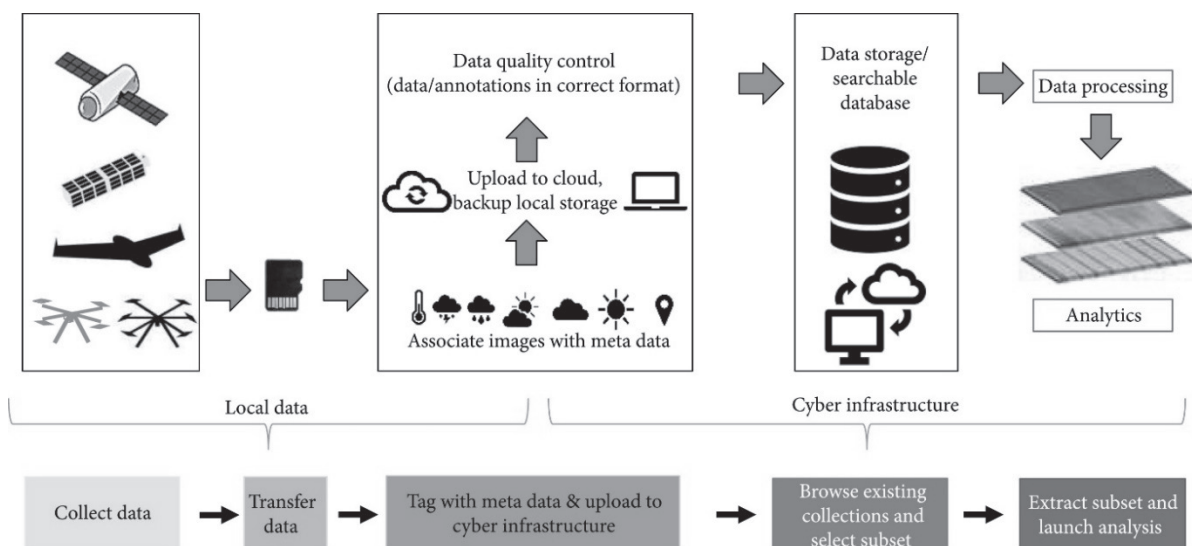 Data quality control
(data/annotations in correct format)
Upload to cloud,
backup local storage
Associate images with meta data
Data storage/
searchable
database
Data processing
Analytics
Local data
Cyber infrastructure
Collect data
Transfer
data
Tag with meta data & upload to
cyber infrastructure
Browse existing
collections and
select subset
Extract subset and
launch analysis